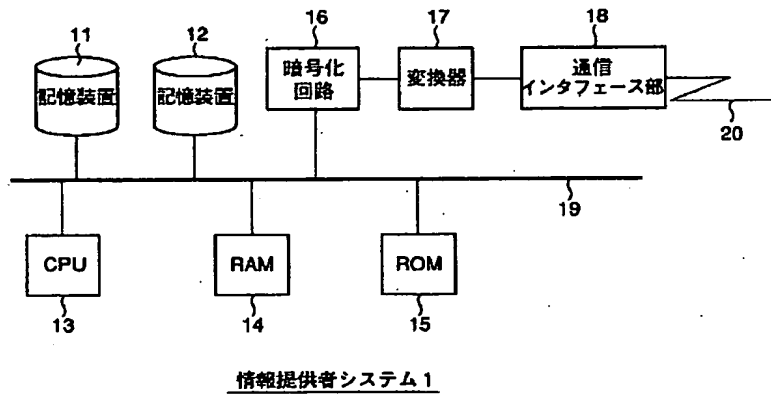 11
12
16
17
18
記憶装置
記憶装置
暗号化
回路
変換器
通信
インタフェース部
20
19
CPU
RAM
ROM
13
14
15
情報提供者システム1